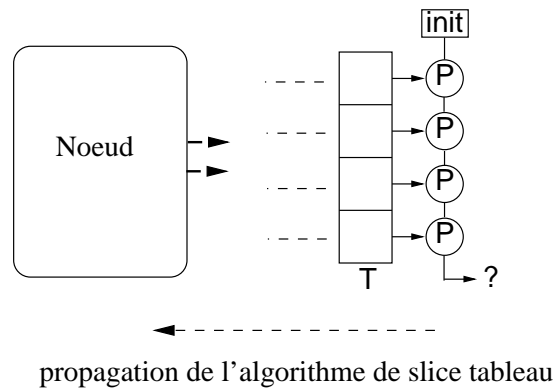 init
P
P
Noeud
P
P
T
?
propagation de l'algorithme de slice tableau